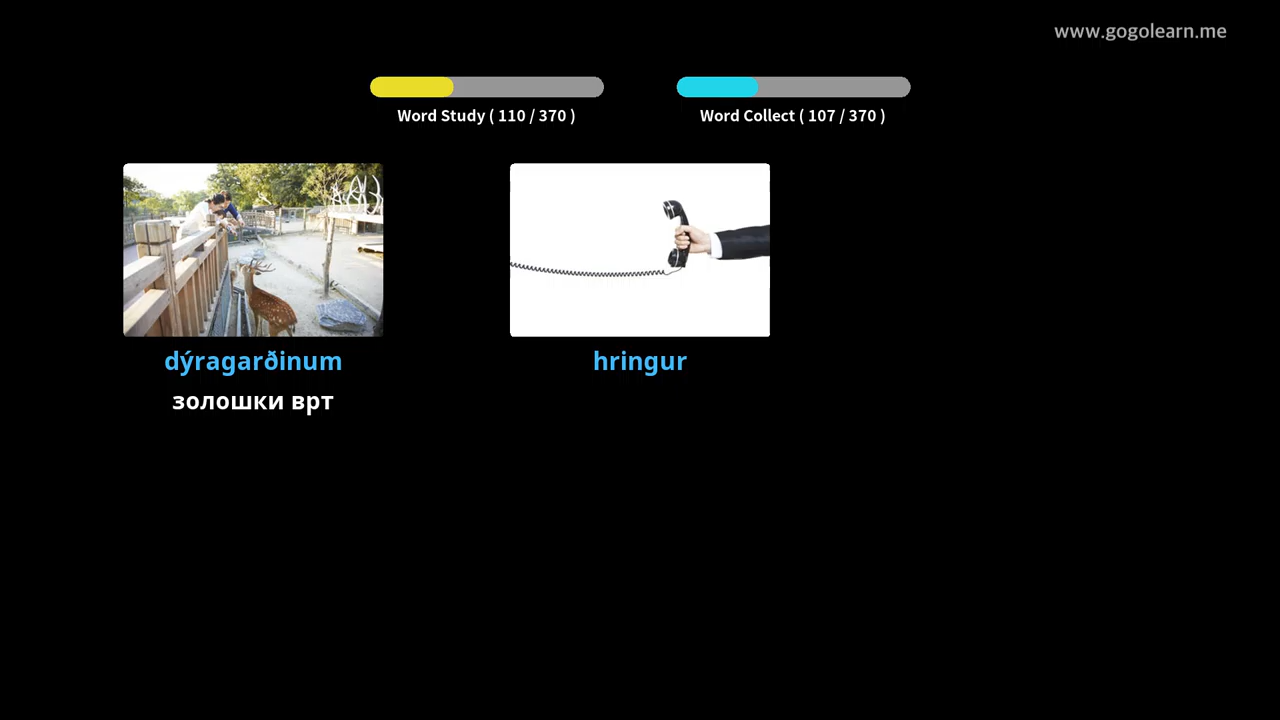 www.gogolearn.me
Word Study ( 110 / 370 )
Word Collect ( 107 / 370 )
dýragarðinum
золошки врт
hringur